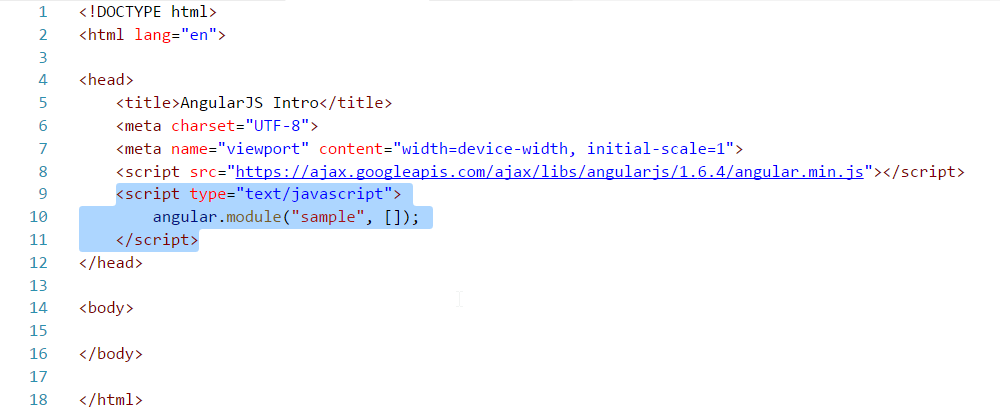 1 <!DOCTYPE html>
2 <html lang="en">
3
4 <head>
5     <title>AngularJS Intro</title>
6     <meta charset="UTF-8">
7     <meta name="viewport" content="width=device-width, initial-scale=1">
8     <script src="https://ajax.googleapis.com/ajax/libs/angularjs/1.6.4/angular.min.js"></script>
9     <script type="text/javascript">
10         angular.module("sample", []);
11     </script>
12 </head>
13
14 <body>
15
16 </body>
17
18 </html>